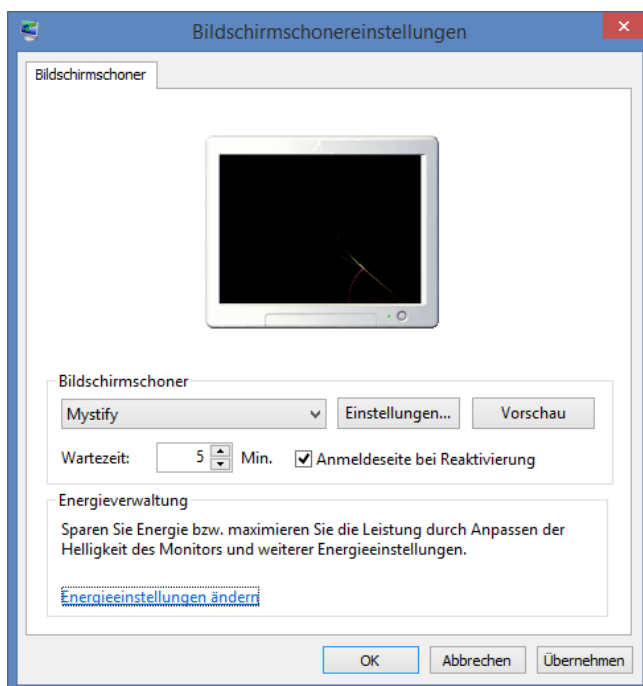 Bildschirmschonereinstellungen
Bildschirmschoner
Bildschirmschoner
Mystify
Einstellungen...
Vorschau
Wartezeit:
5
Min.
Anmeldeseite bei Reaktivierung
Energieverwaltung
Sparen Sie Energie bzw. maximieren Sie die Leistung durch Anpassen der
Helligkeit des Monitors und weiterer Energieeinstellungen.
Energieeinstellungen ändern
OK
Abbrechen
Übernehmen